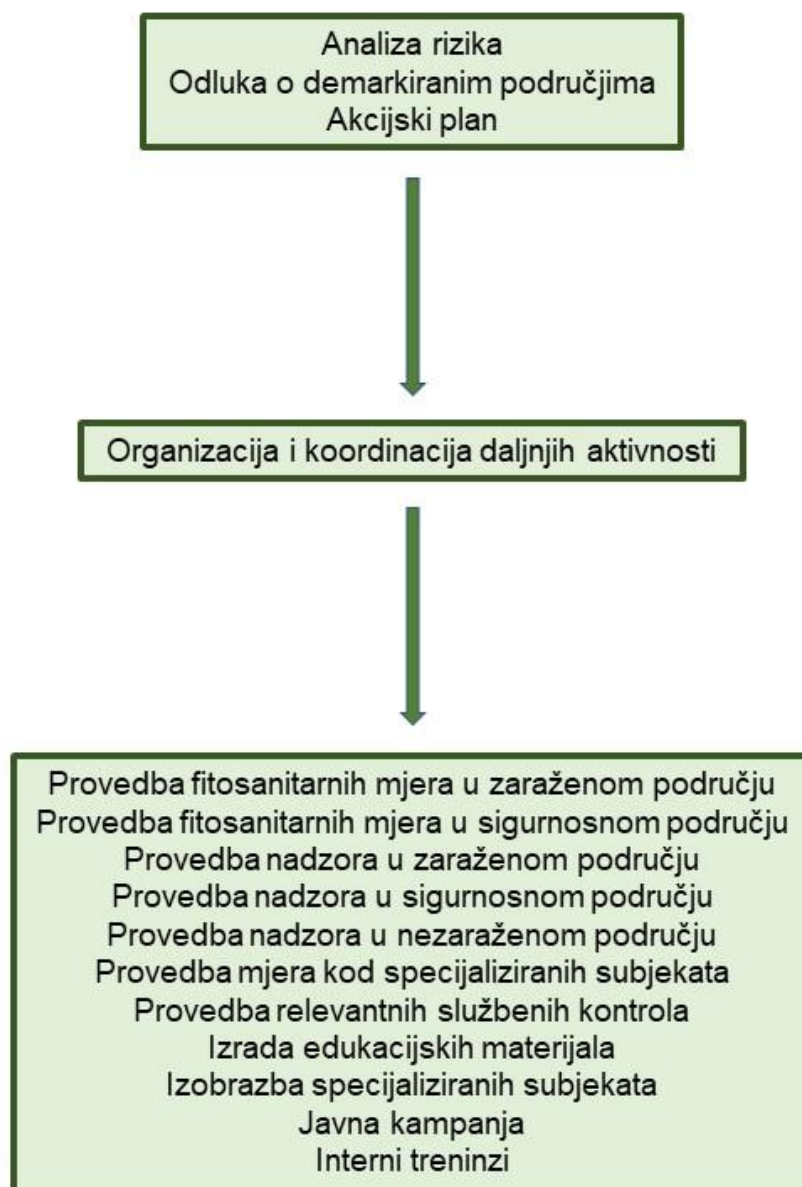 Analiza rizika
Odluka o demarkiranim područjima
Akcijski plan
Organizacija i koordinacija daljnjih aktivnosti
Provedba fitosanitarnih mjera u zaraženom području
Provedba fitosanitarnih mjera u sigurnosnom području
Provedba nadzora u zaraženom području
Provedba nadzora u sigurnosnom području
Provedba nadzora u nezaraženom području
Provedba mjera kod specijaliziranih subjekata
Provedba relevantnih službenih kontrola
Izrada edukacijskih materijala
Izobrazba specijaliziranih subjekata
Javna kampanja
Interni treninzi